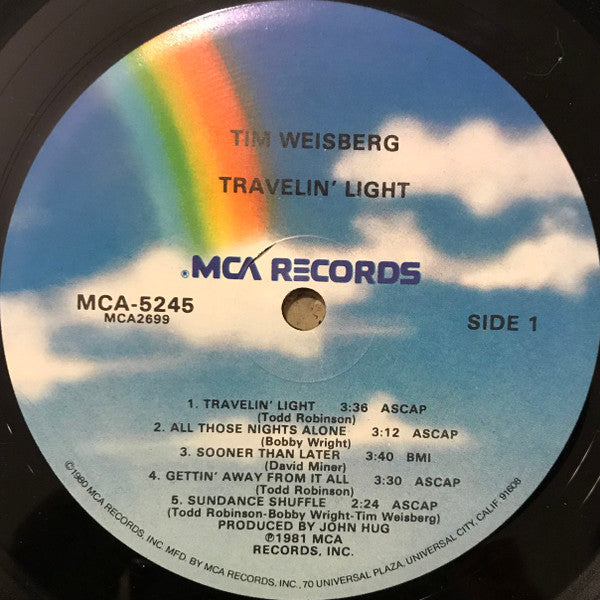 TIM WEISBERG
TRAVELIN' LIGHT
®MCA RECORDS
MCA-5245
MCA2699
SIDE 1
1. TRAVELIN' LIGHT 3:36 ASCAP
(Todd Robinson)
2. ALL THOSE NIGHTS ALONE 3:12 ASCAP
(Bobby Wright)
3. SOONER THAN LATER 3:40 BMI
(David Miner)
4. GETTIN' AWAY FROM IT ALL 3:30 ASCAP
(Todd Robinson)
5. SUNDANCE SHUFFLE 2:24 ASCAP
(Todd Robinson-Bobby Wright-Tim Weisberg)
PRODUCED BY JOHN HUG
℗1981 MCA
RECORDS, INC.
©1980 MCA RECORDS, INC. MFD. BY MCA RECORDS, INC., 70 UNIVERSAL PLAZA, UNIVERSAL CITY, CALIF. 91608